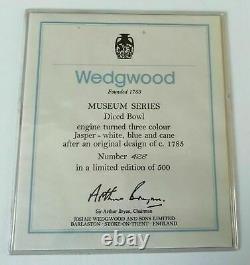 Wedgwood
Founded 1759
MUSEUM SERIES
Diced Bowl
engine turned three colour
Jasper - white, blue and cane
after an original design of c. 1785
Number 428
in a limited edition of 500
Arthur Bryan
Sir Arthur Bryan, Chairman
JOSIAH WEDGWOOD AND SONS LIMITED
BARLASTON · STOKE-ON-TRENT · ENGLAND